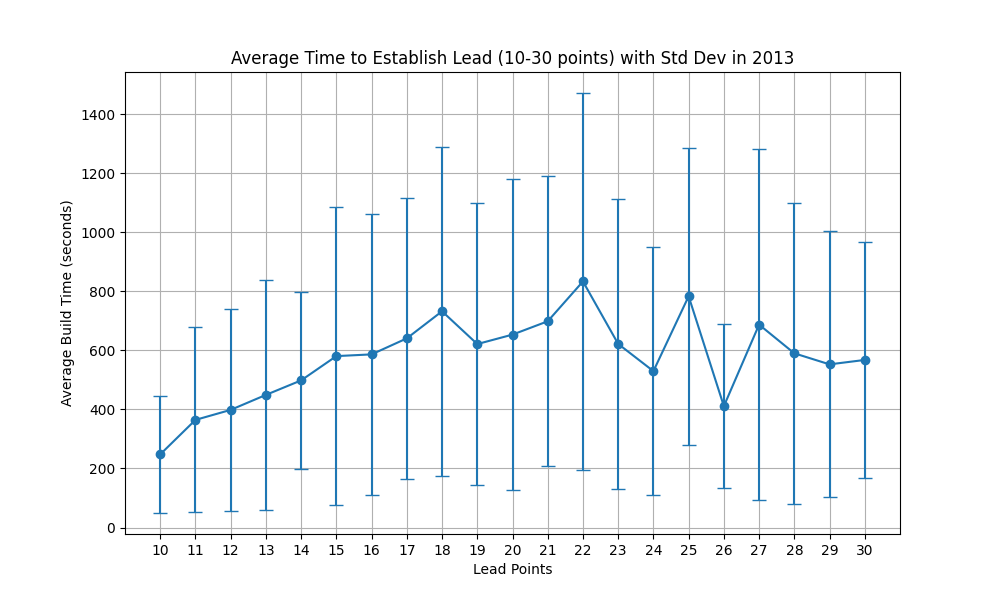 Average Time to Establish Lead (10-30 points) with Std Dev in 2013
Average Build Time (seconds)
1400
1200
1000
800
600
400
200
0
10 11 12 13 14 15 16 17 18 19 20 21 22 23 24 25 26 27 28 29 30
Lead Points